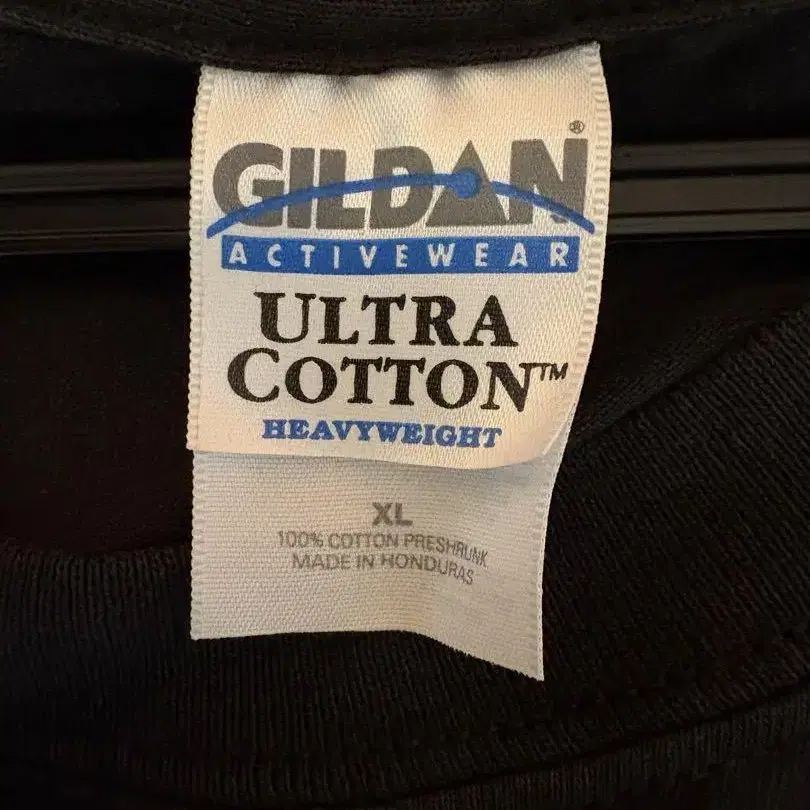 GILDAN®
ACTIVEWEAR
ULTRA
COTTON™
HEAVYWEIGHT
XL
100% COTTON PRESHRUNK
MADE IN HONDURAS